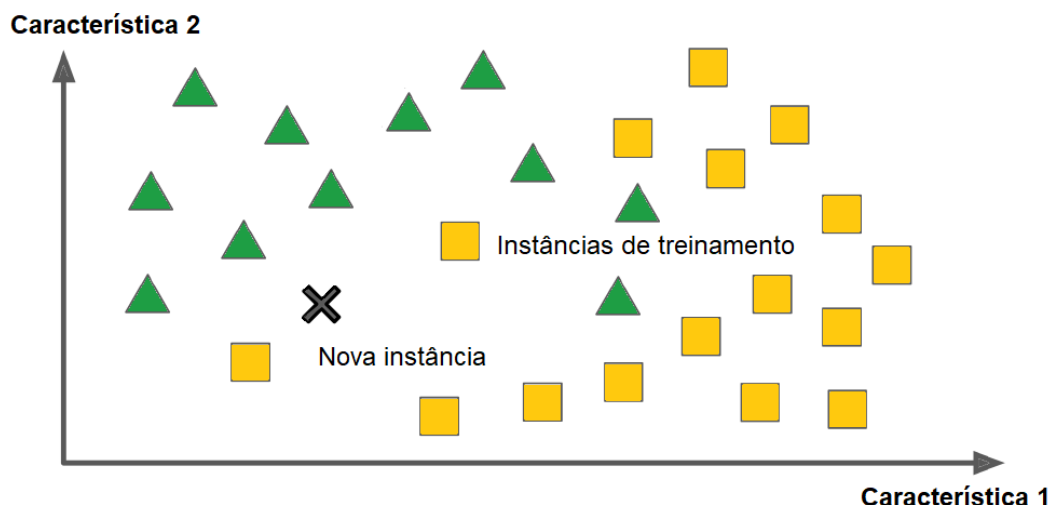 Característica 2
Instâncias de treinamento
Nova instância
Característica 1